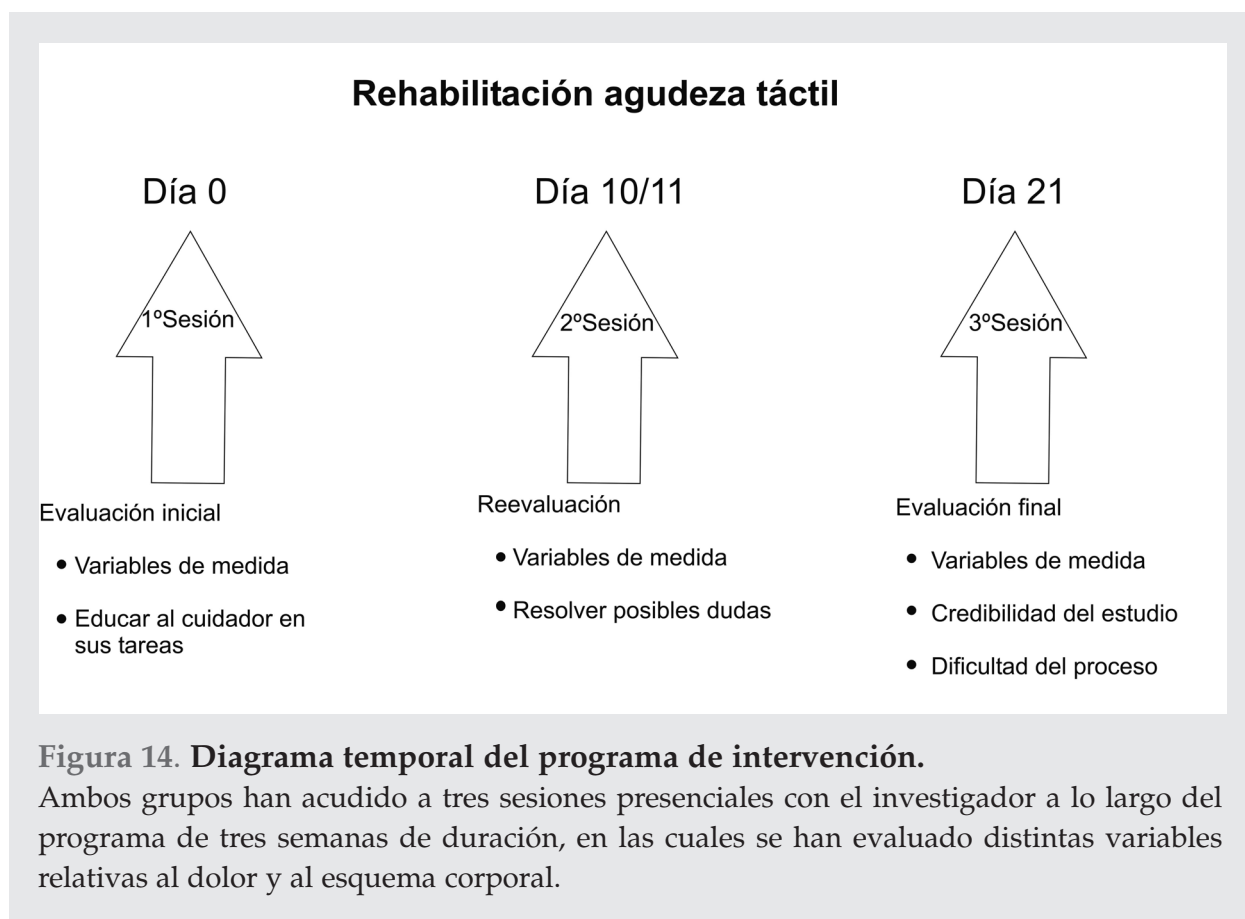 Rehabilitación agudeza táctil
Día 0
1ºSesión
Evaluación inicial
• Variables de medida
• Educar al cuidador en
sus tareas
Día 10/11
2ºSesión
Reevaluación
• Variables de medida
• Resolver posibles dudas
Día 21
3ºSesión
Evaluación final
• Variables de medida
• Credibilidad del estudio
• Dificultad del proceso
Figura 14. Diagrama temporal del programa de intervención.
Ambos grupos han acudido a tres sesiones presenciales con el investigador a lo largo del
programa de tres semanas de duración, en las cuales se han evaluado distintas variables
relativas al dolor y al esquema corporal.